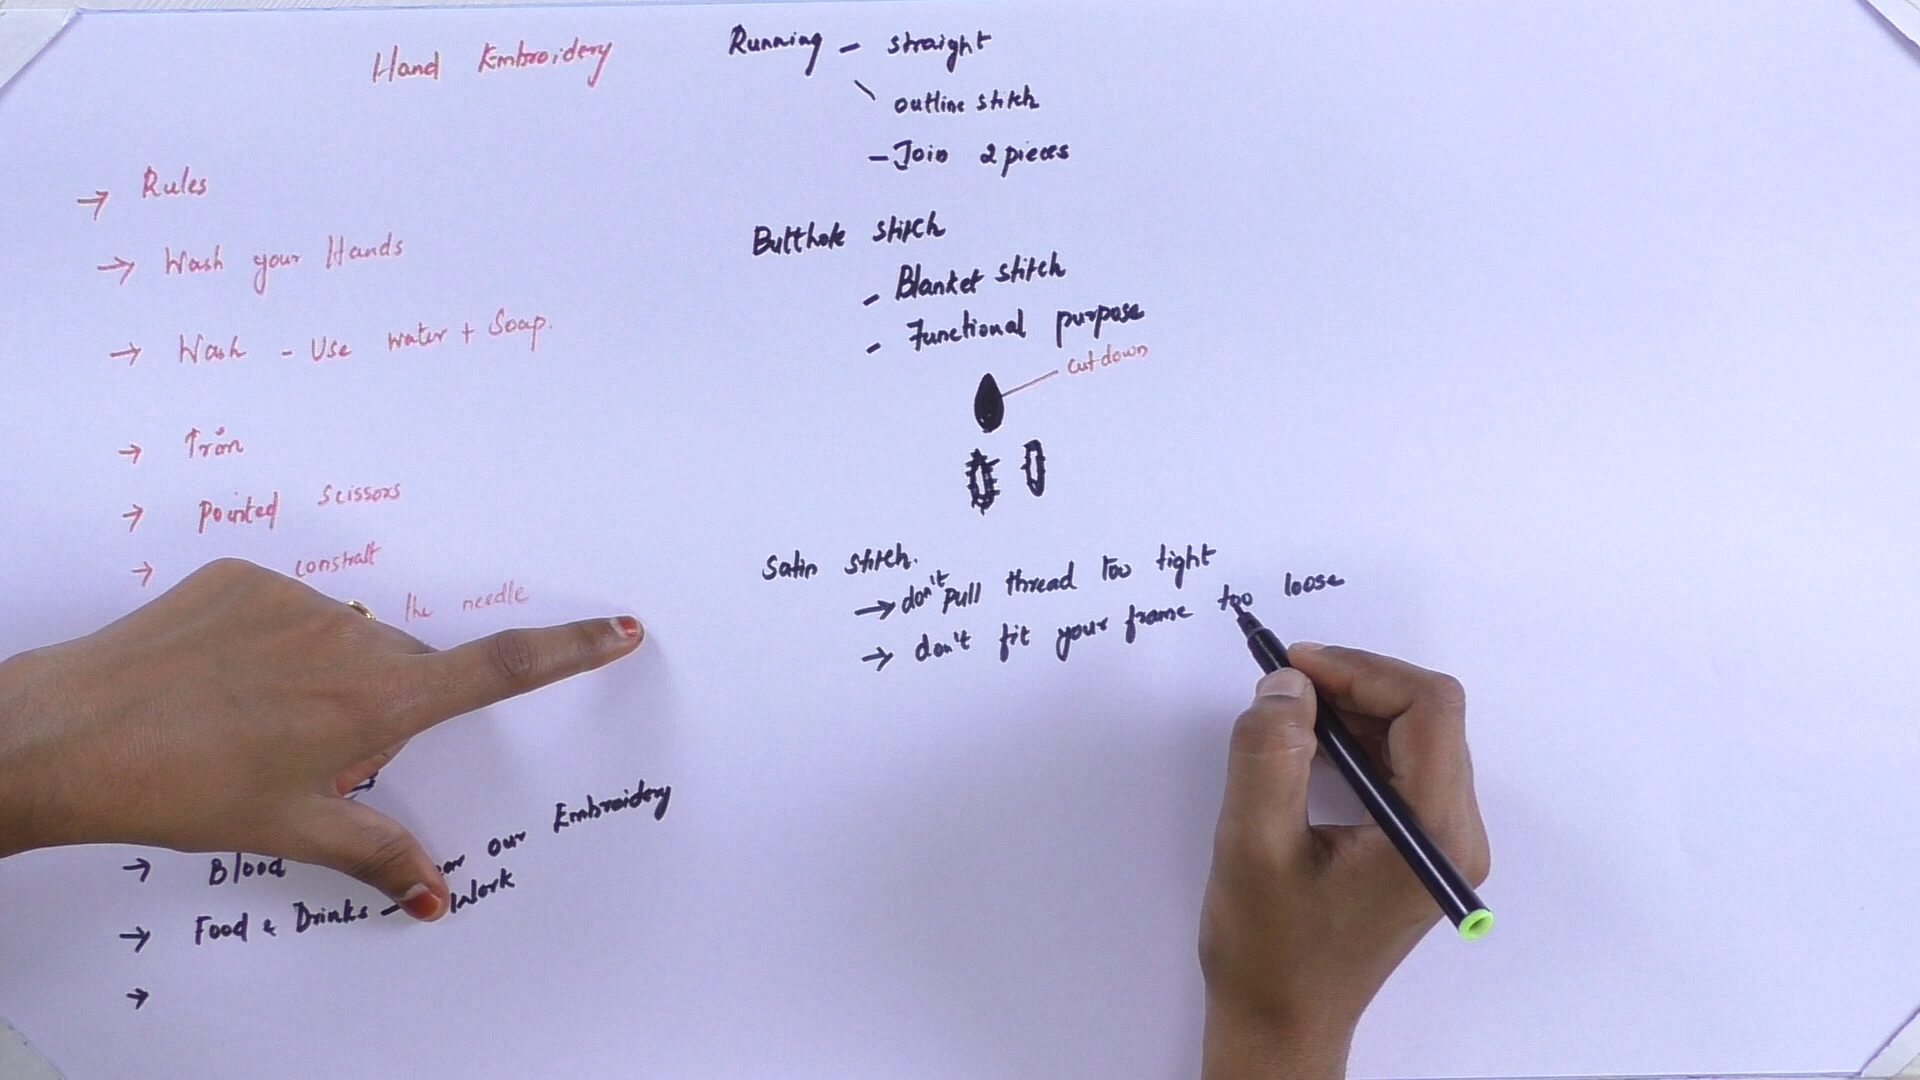 Hand Embroidery
→ Rules
→ Wash your Hands
→ Wash - Use water + Soap.
→ Iron
→ Pointed Scissors
→ constratt
the needle
→ Blood
our Embroidery
→ Food & Drinks - Work
→
Running - straight
\ outline stitch
- Join 2 pieces
Butthole stitch
- Blanket stitch
- Functional purpose
cut down
Satin stitch.
→ don't pull thread too tight
→ don't fit your frame too loose